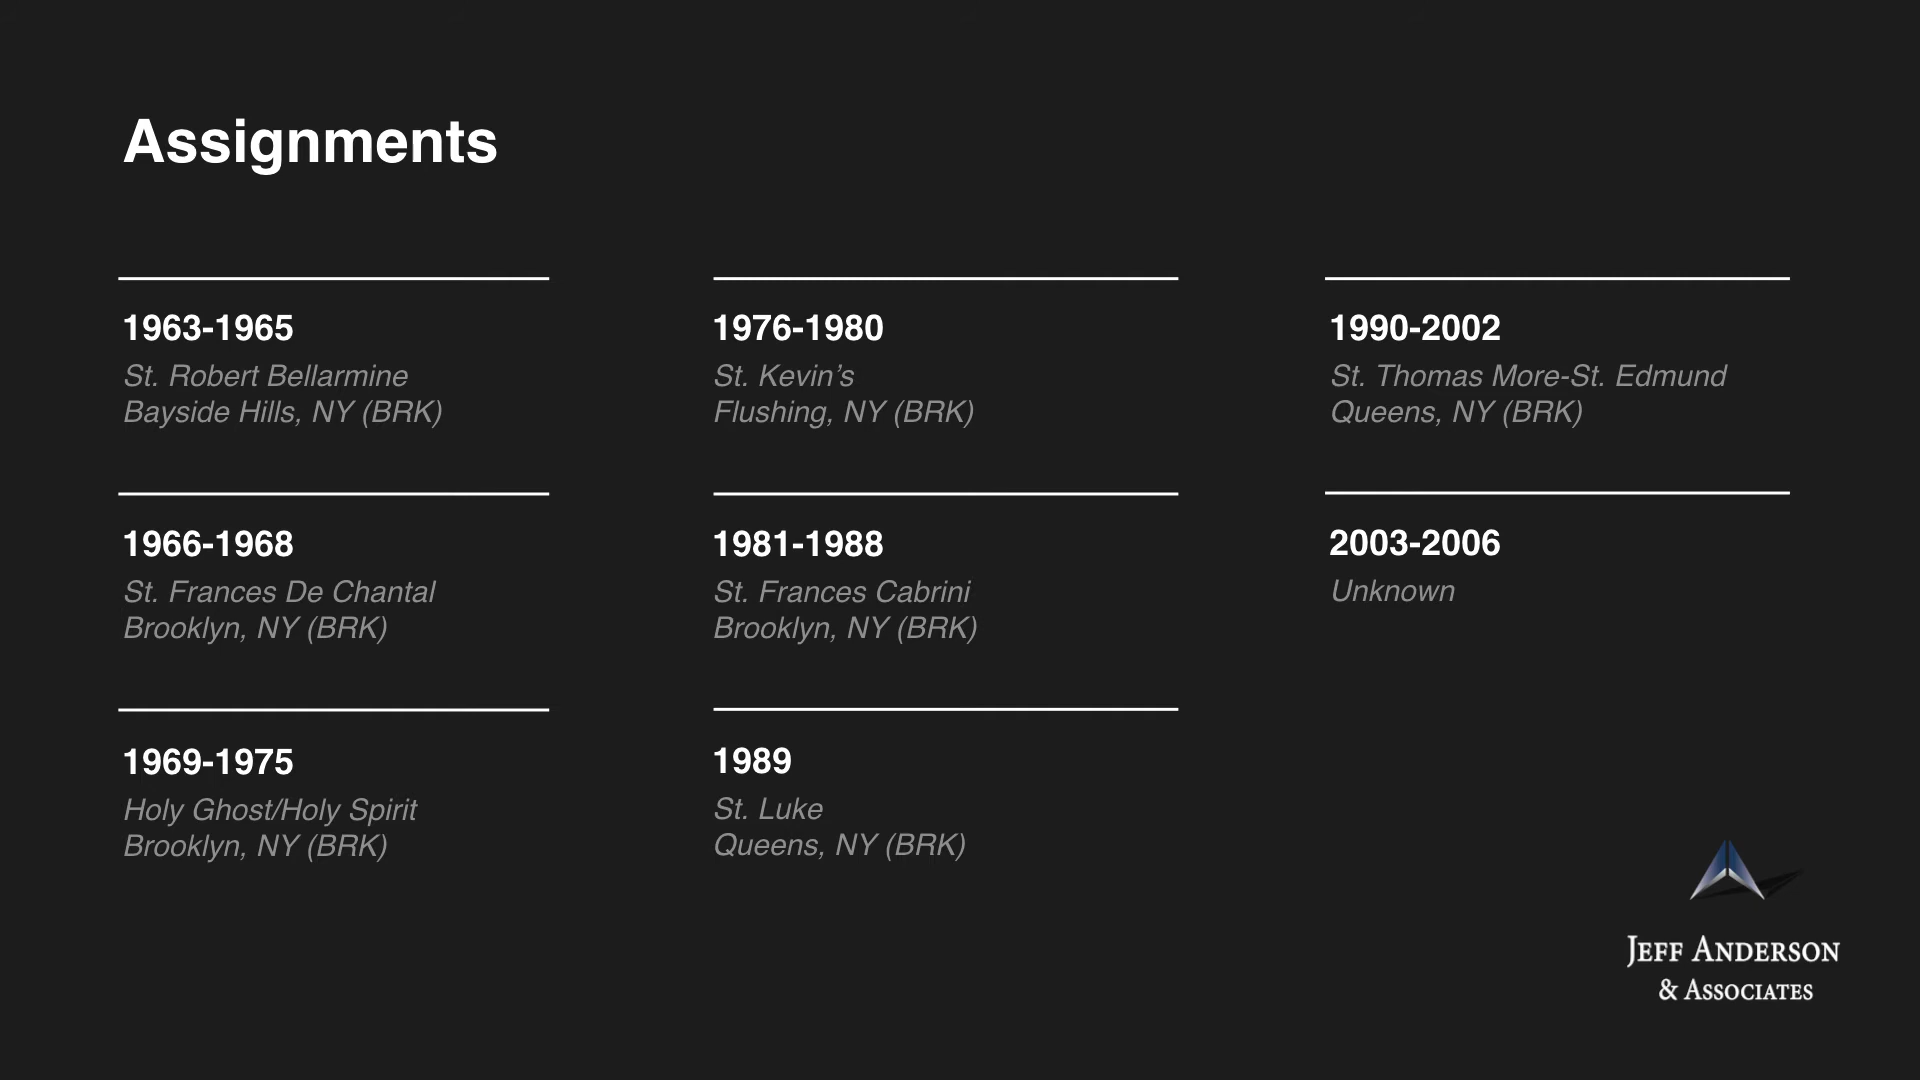 Assignments
1963-1965
St. Robert Bellarmine
Bayside Hills, NY (BRK)
1966-1968
St. Frances De Chantal
Brooklyn, NY (BRK)
1969-1975
Holy Ghost/Holy Spirit
Brooklyn, NY (BRK)
1976-1980
St. Kevin’s
Flushing, NY (BRK)
1981-1988
St. Frances Cabrini
Brooklyn, NY (BRK)
1989
St. Luke
Queens, NY (BRK)
1990-2002
St. Thomas More-St. Edmund
Queens, NY (BRK)
2003-2006
Unknown
JEFF ANDERSON
& ASSOCIATES